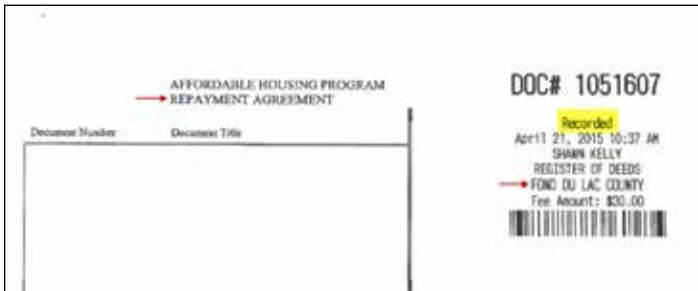 AFFORDABLE HOUSING PROGRAM
REPAYMENT AGREEMENT
Document Number Document Title
DOC# 1051607
Recorded
April 21, 2015 10:37 AM
SHAWN KELLY
REGISTER OF DEEDS
FOND DU LAC COUNTY
Fee Amount: $30.00